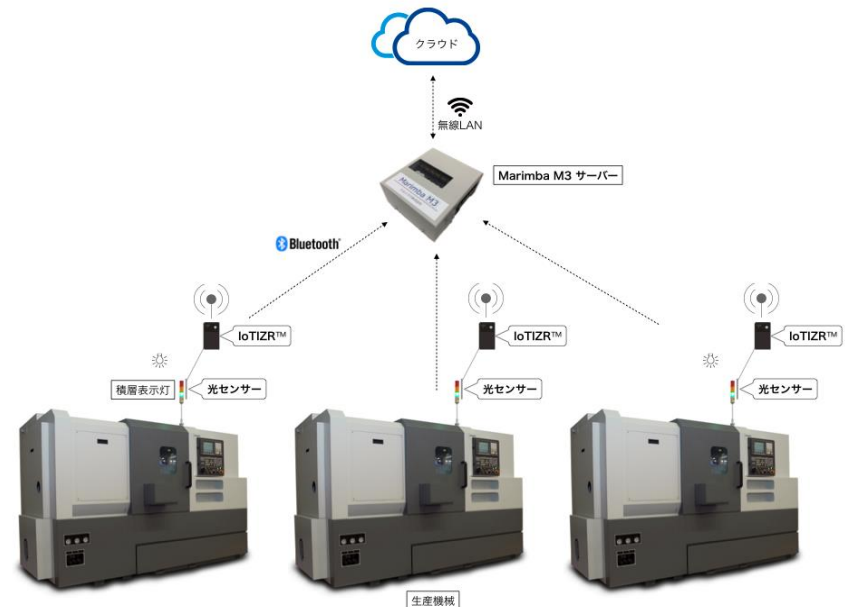 クラウド
無線LAN
Marimba M3 サーバー
Marimba M3
Bluetooth
IoTIZR™
IoTIZR™
IoTIZR™
積層表示灯
光センサー
光センサー
光センサー
生産機械